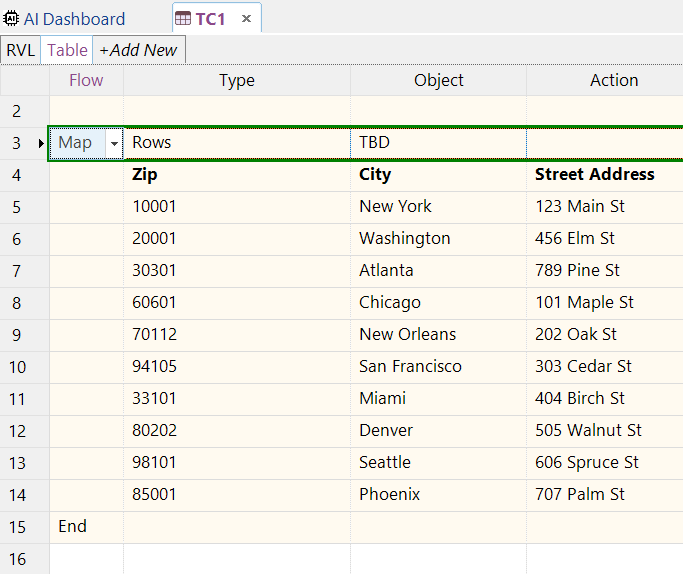 AI AI Dashboard TC1 ×
RVL Table +Add New
Flow Type Object Action
2
3 Map Rows TBD
4 Zip City Street Address
5 10001 New York 123 Main St
6 20001 Washington 456 Elm St
7 30301 Atlanta 789 Pine St
8 60601 Chicago 101 Maple St
9 70112 New Orleans 202 Oak St
10 94105 San Francisco 303 Cedar St
11 33101 Miami 404 Birch St
12 80202 Denver 505 Walnut St
13 98101 Seattle 606 Spruce St
14 85001 Phoenix 707 Palm St
15 End
16